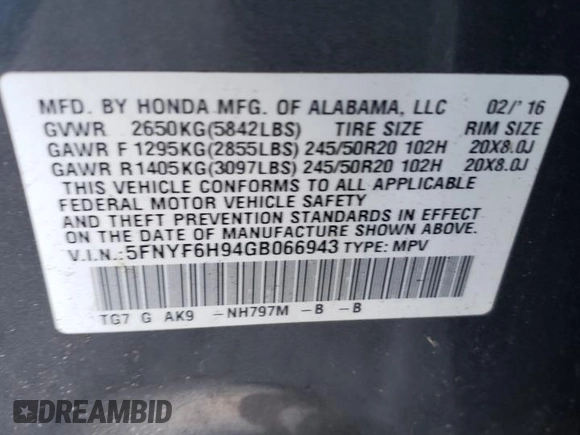 MFD. BY HONDA MFG. OF ALABAMA, LLC 02/'16
GVWR 2650KG(5842LBS) TIRE SIZE RIM SIZE
GAWR F 1295KG(2855LBS) 245/50R20 102H 20X8.0J
GAWR R1405KG(3097LBS) 245/50R20 102H 20X8.0J
THIS VEHICLE CONFORMS TO ALL APPLICABLE
FEDERAL MOTOR VEHICLE SAFETY
AND THEFT PREVENTION STANDARDS IN EFFECT
ON THE DATE OF MANUFACTURE SHOWN ABOVE.
V.I.N.:5FNYF6H94GB066943 TYPE: MPV
TG7 G AK9 -NH797M -B -B
DREAMBID